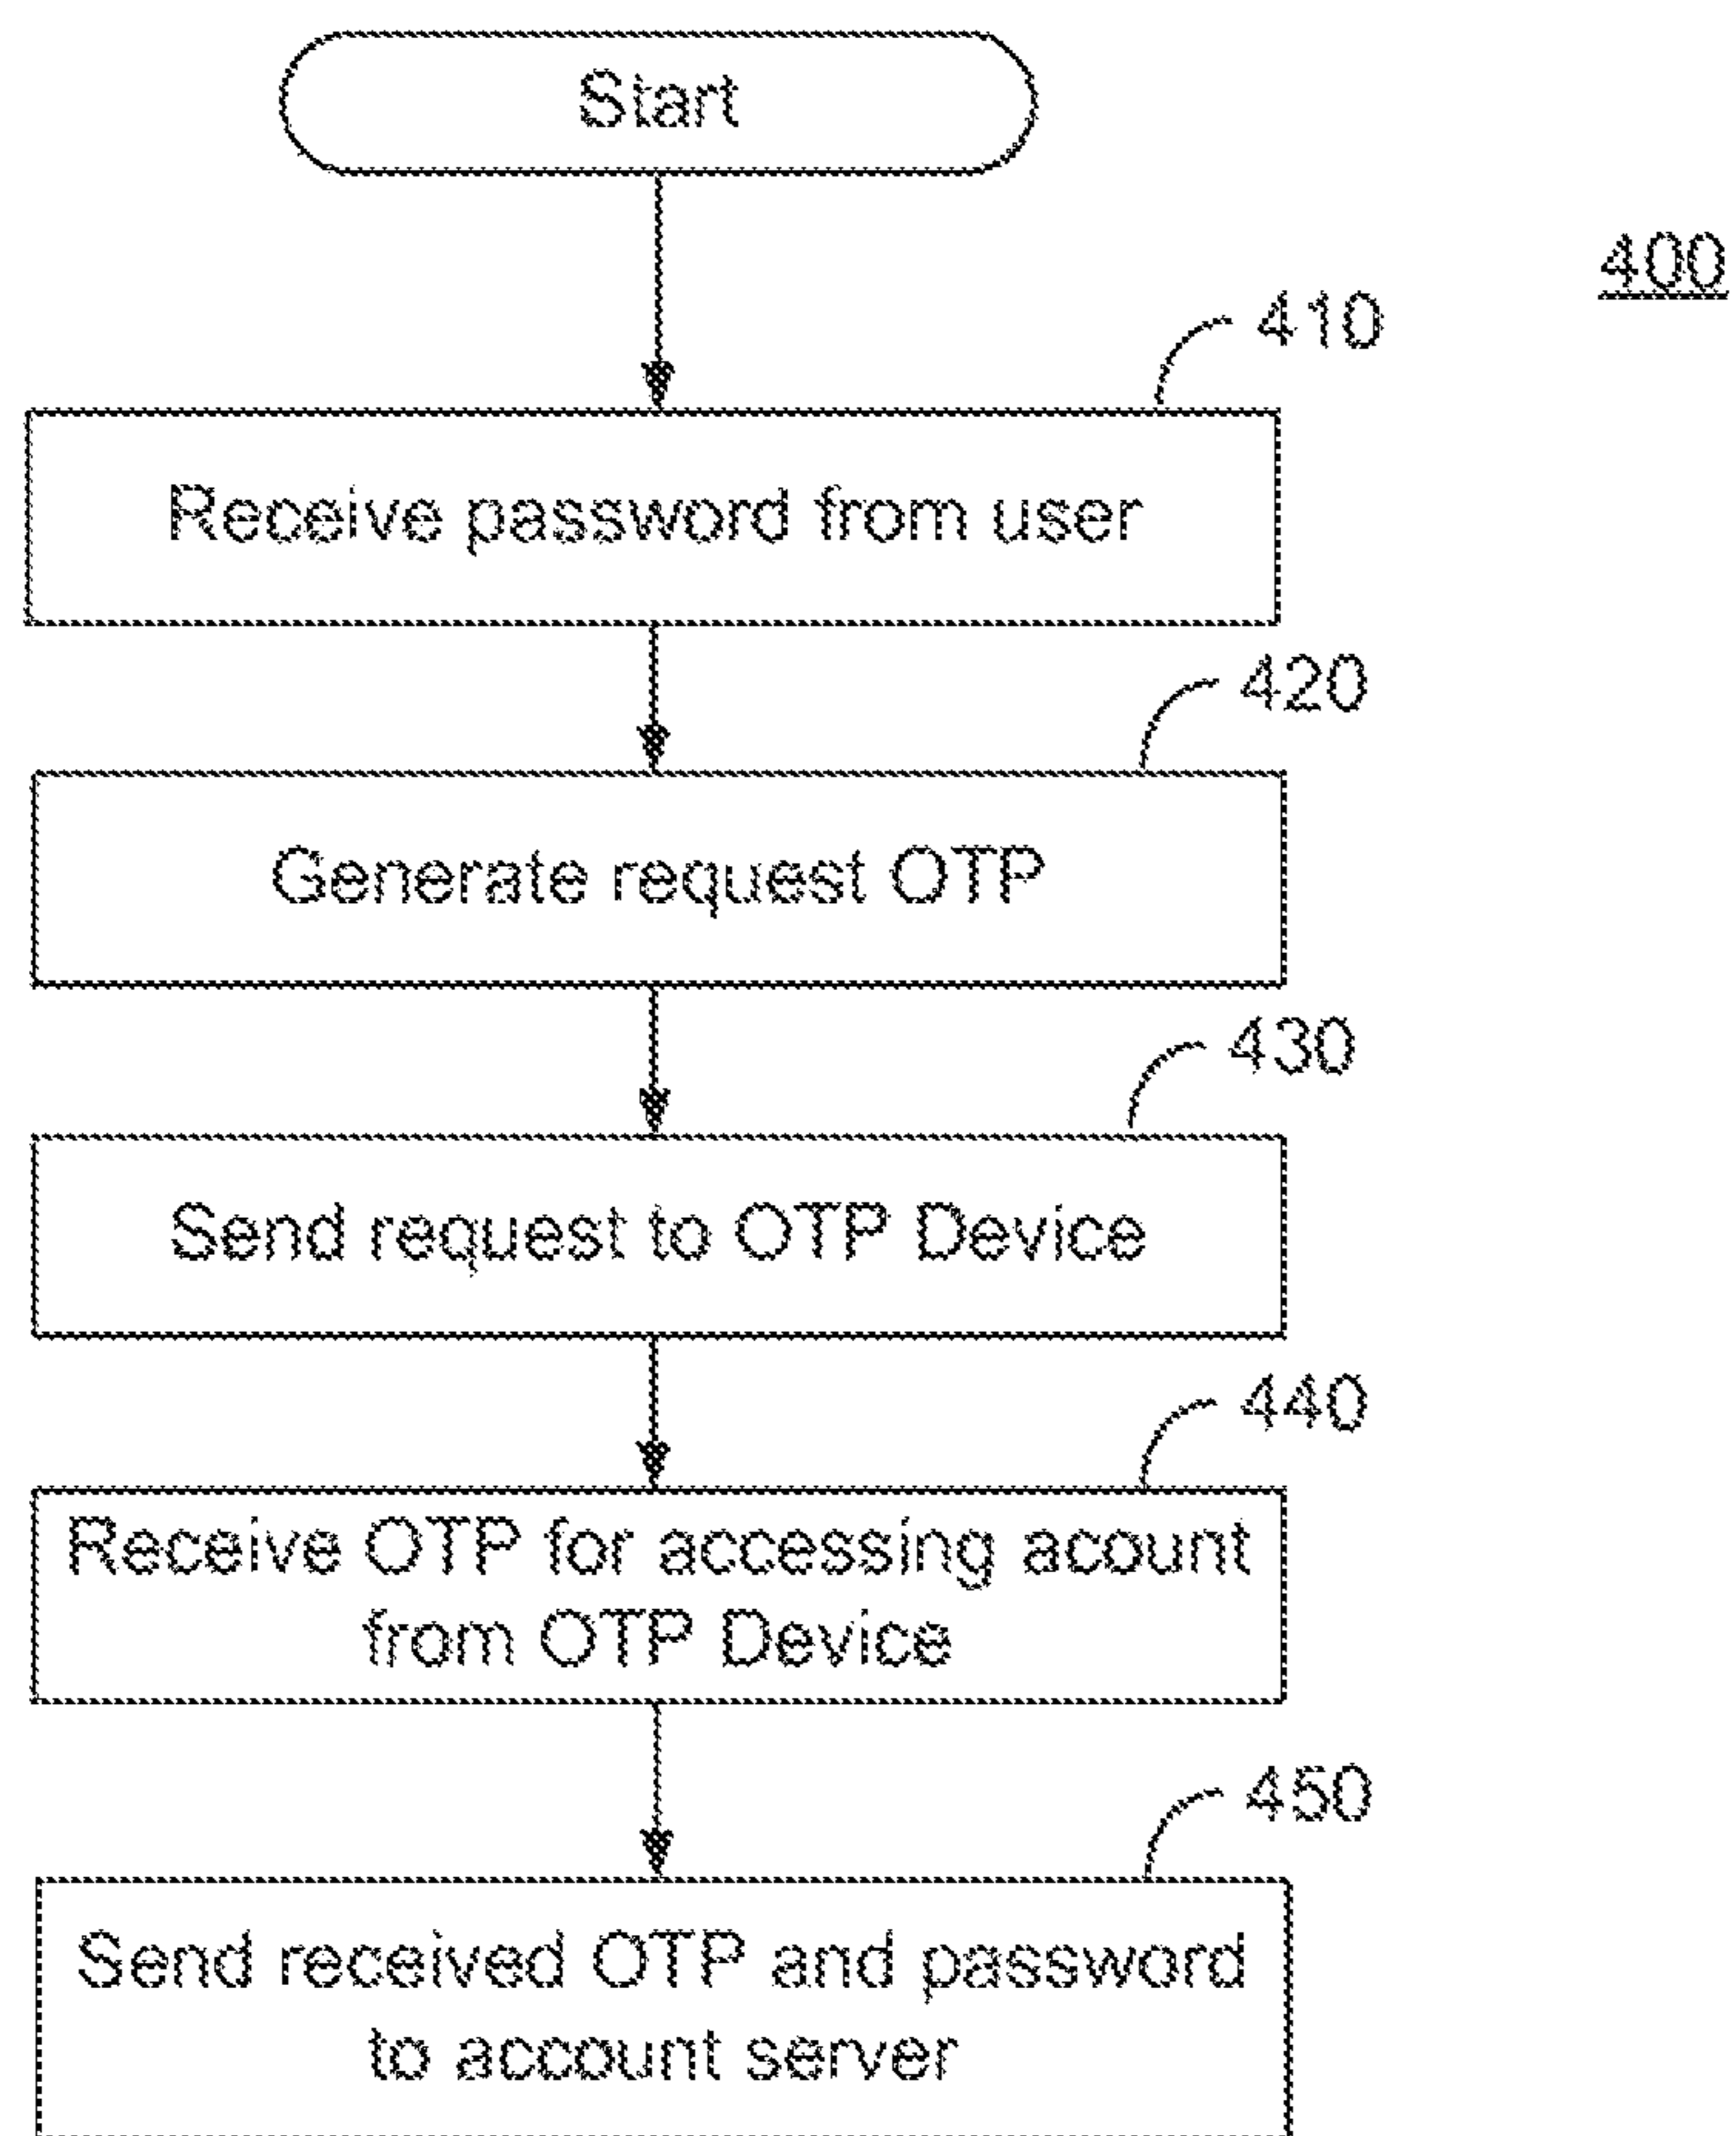 Start
400
410
Receive password from user
420
Generate request OTP
430
Send request to OTP Device
440
Receive OTP for accessing acount
from OTP Device
450
Send received OTP and password
to account server